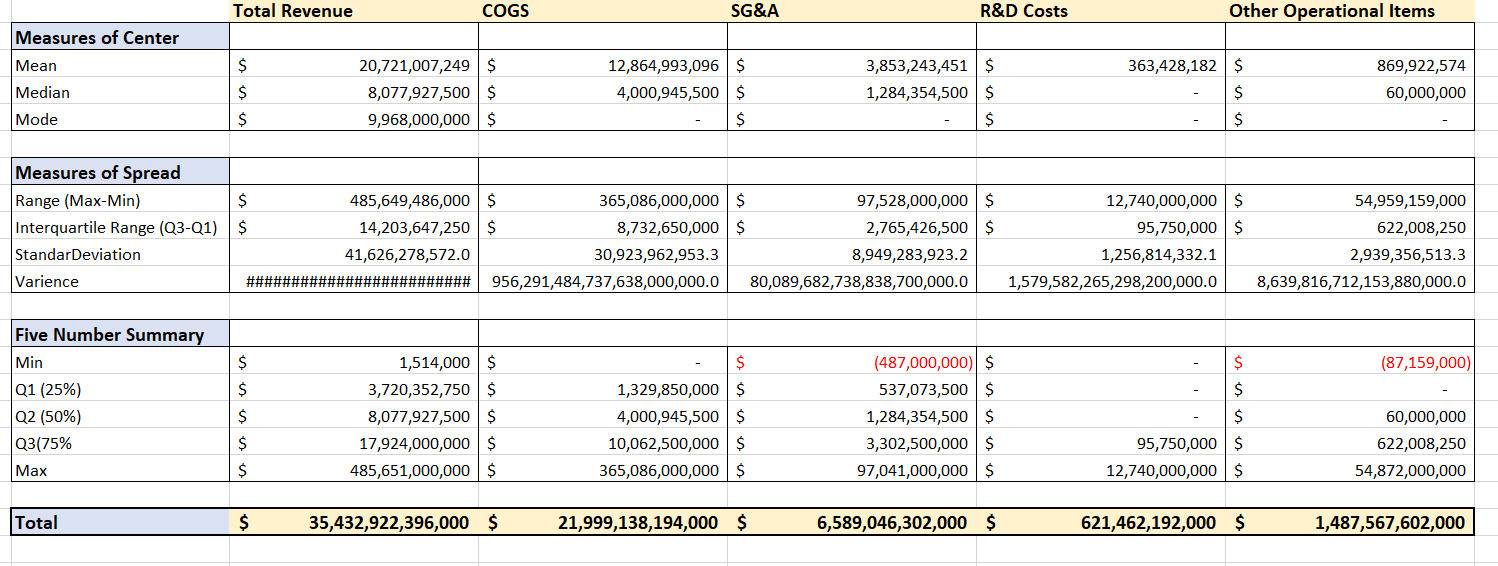 Total Revenue COGS SG&A R&D Costs Other Operational Items
Measures of Center
Mean $ 20,721,007,249 $ 12,864,993,096 $ 3,853,243,451 $ 363,428,182 $ 869,922,574
Median $ 8,077,927,500 $ 4,000,945,500 $ 1,284,354,500 $ - $ 60,000,000
Mode $ 9,968,000,000 $ - $ - $ - $ -
Measures of Spread
Range (Max-Min) $ 485,649,486,000 $ 365,086,000,000 $ 97,528,000,000 $ 12,740,000,000 $ 54,959,159,000
Interquartile Range (Q3-Q1) $ 14,203,647,250 $ 8,732,650,000 $ 2,765,426,500 $ 95,750,000 $ 622,008,250
StandarDeviation 41,626,278,572.0 30,923,962,953.3 8,949,283,923.2 1,256,814,332.1 2,939,356,513.3
Varience ######################### 956,291,484,737,638,000,000.0 80,089,682,738,838,700,000.0 1,579,582,265,298,200,000.0 8,639,816,712,153,880,000.0
Five Number Summary
Min $ 1,514,000 $ - $ (487,000,000) $ - $ (87,159,000)
Q1 (25%) $ 3,720,352,750 $ 1,329,850,000 $ 537,073,500 $ - $ -
Q2 (50%) $ 8,077,927,500 $ 4,000,945,500 $ 1,284,354,500 $ - $ 60,000,000
Q3(75% $ 17,924,000,000 $ 10,062,500,000 $ 3,302,500,000 $ 95,750,000 $ 622,008,250
Max $ 485,651,000,000 $ 365,086,000,000 $ 97,041,000,000 $ 12,740,000,000 $ 54,872,000,000
Total $ 35,432,922,396,000 $ 21,999,138,194,000 $ 6,589,046,302,000 $ 621,462,192,000 $ 1,487,567,602,000